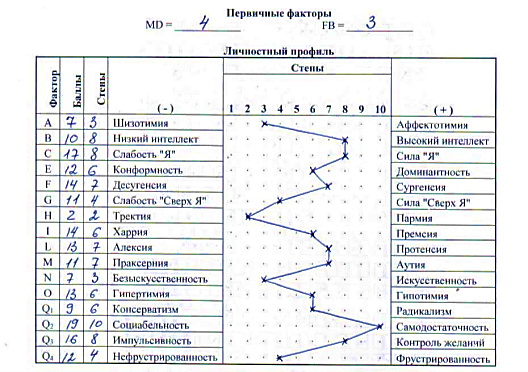 Первичные факторы
MD = 4 FB = 3
Личностный профиль
Фактор Баллы Стены (-) Стены (+)
1 2 3 4 5 6 7 8 9 10
A 7 3 Шизотимия Аффектотимия
B 10 8 Низкий интеллект Высокий интеллект
C 17 8 Слабость "Я" Сила "Я"
E 12 6 Конформность Доминантность
F 14 7 Десургенсия Сургенсия
G 11 4 Слабость "Сверх Я" Сила "Сверх Я"
H 2 2 Тректия Пармия
I 14 6 Харрия Премсия
L 13 7 Алексия Протенсия
M 11 7 Праксерния Аутия
N 7 3 Безыскусственность Искусственность
O 13 6 Гипертимия Гипотимия
Q1 9 6 Консерватизм Радикализм
Q2 19 10 Социабельность Самодостаточность
Q3 16 8 Импульсивность Контроль желаний
Q4 12 4 Нефрустрированность Фрустрированность